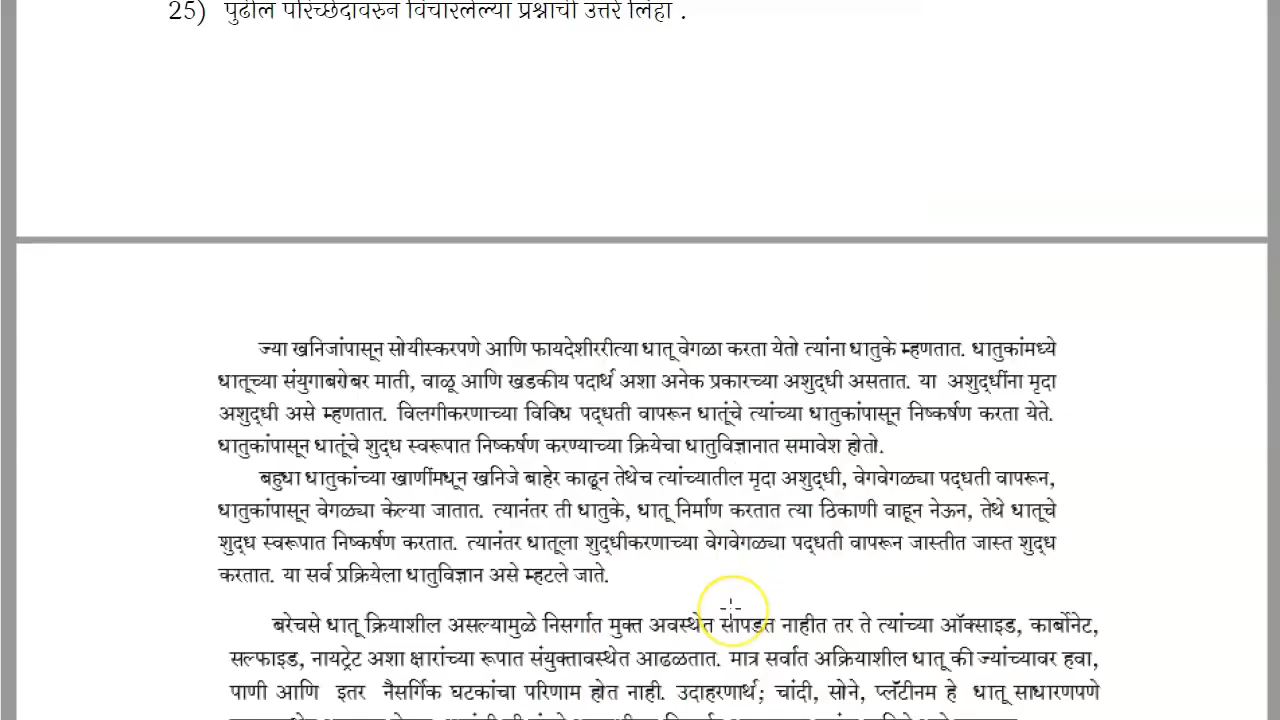 25) पुढील परिच्छेदावरुन विचारलेल्या प्रश्नाची उत्तरे लिहा .
ज्या खनिजांपासून सोयीस्करपणे आणि फायदेशीररीत्या धातू वेगळा करता येतो त्यांना धातुके म्हणतात. धातुकांमध्ये
धातूच्या संयुगाबरोबर माती, वाळू आणि खडकीय पदार्थ अशा अनेक प्रकारच्या अशुद्धी असतात. या अशुद्धींना मृदा
अशुद्धी असे म्हणतात. विलगीकरणाच्या विविध पद्धती वापरून धातूंचे त्यांच्या धातुकांपासून निष्कर्षण करता येते.
धातुकांपासून धातूंचे शुद्ध स्वरूपात निष्कर्षण करण्याच्या क्रियेचा धातुविज्ञानात समावेश होतो.
बहुधा धातुकांच्या खाणींमधून खनिजे बाहेर काढून तेथेच त्यांच्यातील मृदा अशुद्धी, वेगवेगळ्या पद्धती वापरून,
धातुकांपासून वेगळ्या केल्या जातात. त्यानंतर ती धातुके, धातू निर्माण करतात त्या ठिकाणी वाहून नेऊन, तेथे धातूचे
शुद्ध स्वरूपात निष्कर्षण करतात. त्यानंतर धातूला शुद्धीकरणाच्या वेगवेगळ्या पद्धती वापरून जास्तीत जास्त शुद्ध
करतात. या सर्व प्रक्रियेला धातुविज्ञान असे म्हटले जाते.
बरेचसे धातू क्रियाशील असल्यामुळे निसर्गात मुक्त अवस्थेत सापडत नाहीत तर ते त्यांच्या ऑक्साइड, कार्बोनेट,
सल्फाइड, नायट्रेट अशा क्षारांच्या रूपात संयुक्तावस्थेत आढळतात. मात्र सर्वात अक्रियाशील धातू की ज्यांच्यावर हवा,
पाणी आणि इतर नैसर्गिक घटकांचा परिणाम होत नाही. उदाहरणार्थ; चांदी, सोने, प्लॅटीनम हे धातू साधारणपणे